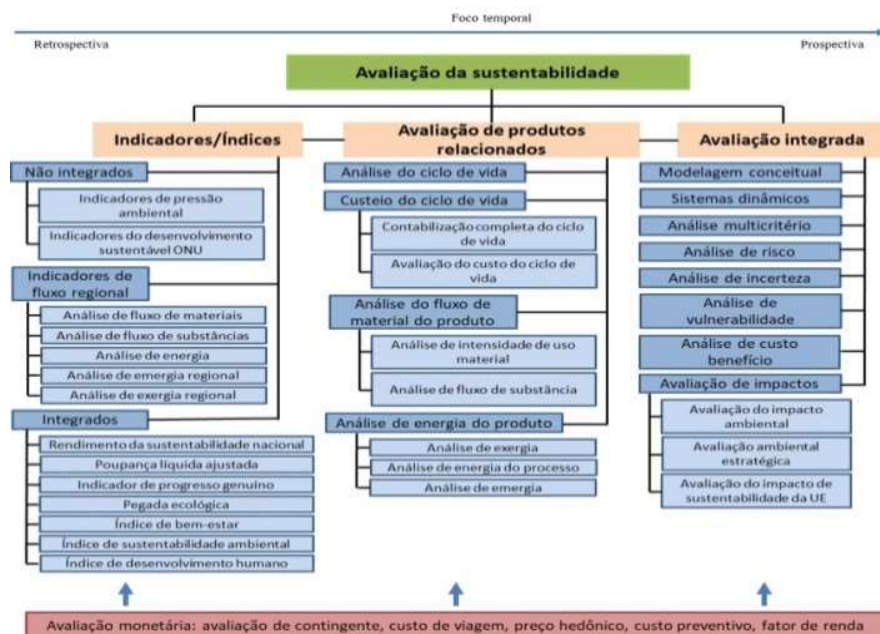 Foco temporal
Retrospectiva
Prospectiva
Avaliação da sustentabilidade
Indicadores/Índices
Não integrados
Indicadores de pressão
ambiental
Indicadores do desenvolvimento
sustentável ONU
Indicadores de
fluxo regional
Análise de fluxo de materiais
Análise de fluxo de substâncias
Análise de energia
Análise de emergia regional
Análise de exergia regional
Integrados
Rendimento da sustentabilidade nacional
Poupança líquida ajustada
Indicador de progresso genuíno
Pegada ecológica
Índice de bem-estar
Índice de sustentabilidade ambiental
Índice de desenvolvimento humano
Avaliação de produtos
relacionados
Análise do ciclo de vida
Custeio do ciclo de vida
Contabilização completa do ciclo
de vida
Avaliação do custo do ciclo de
vida
Análise do fluxo de
material do produto
Análise de intensidade de uso
material
Análise de fluxo de substância
Análise de energia do produto
Análise de exergia
Análise de energia do processo
Análise de emergia
Avaliação integrada
Modelagem conceitual
Sistemas dinâmicos
Análise multicritério
Análise de risco
Análise de incerteza
Análise de
vulnerabilidade
Análise de custo
benefício
Avaliação de impactos
Avaliação do impacto
ambiental
Avaliação ambiental
estratégica
Avaliação do impacto de
sustentabilidade da UE
Avaliação monetária: avaliação de contingente, custo de viagem, preço hedônico, custo preventivo, fator de renda